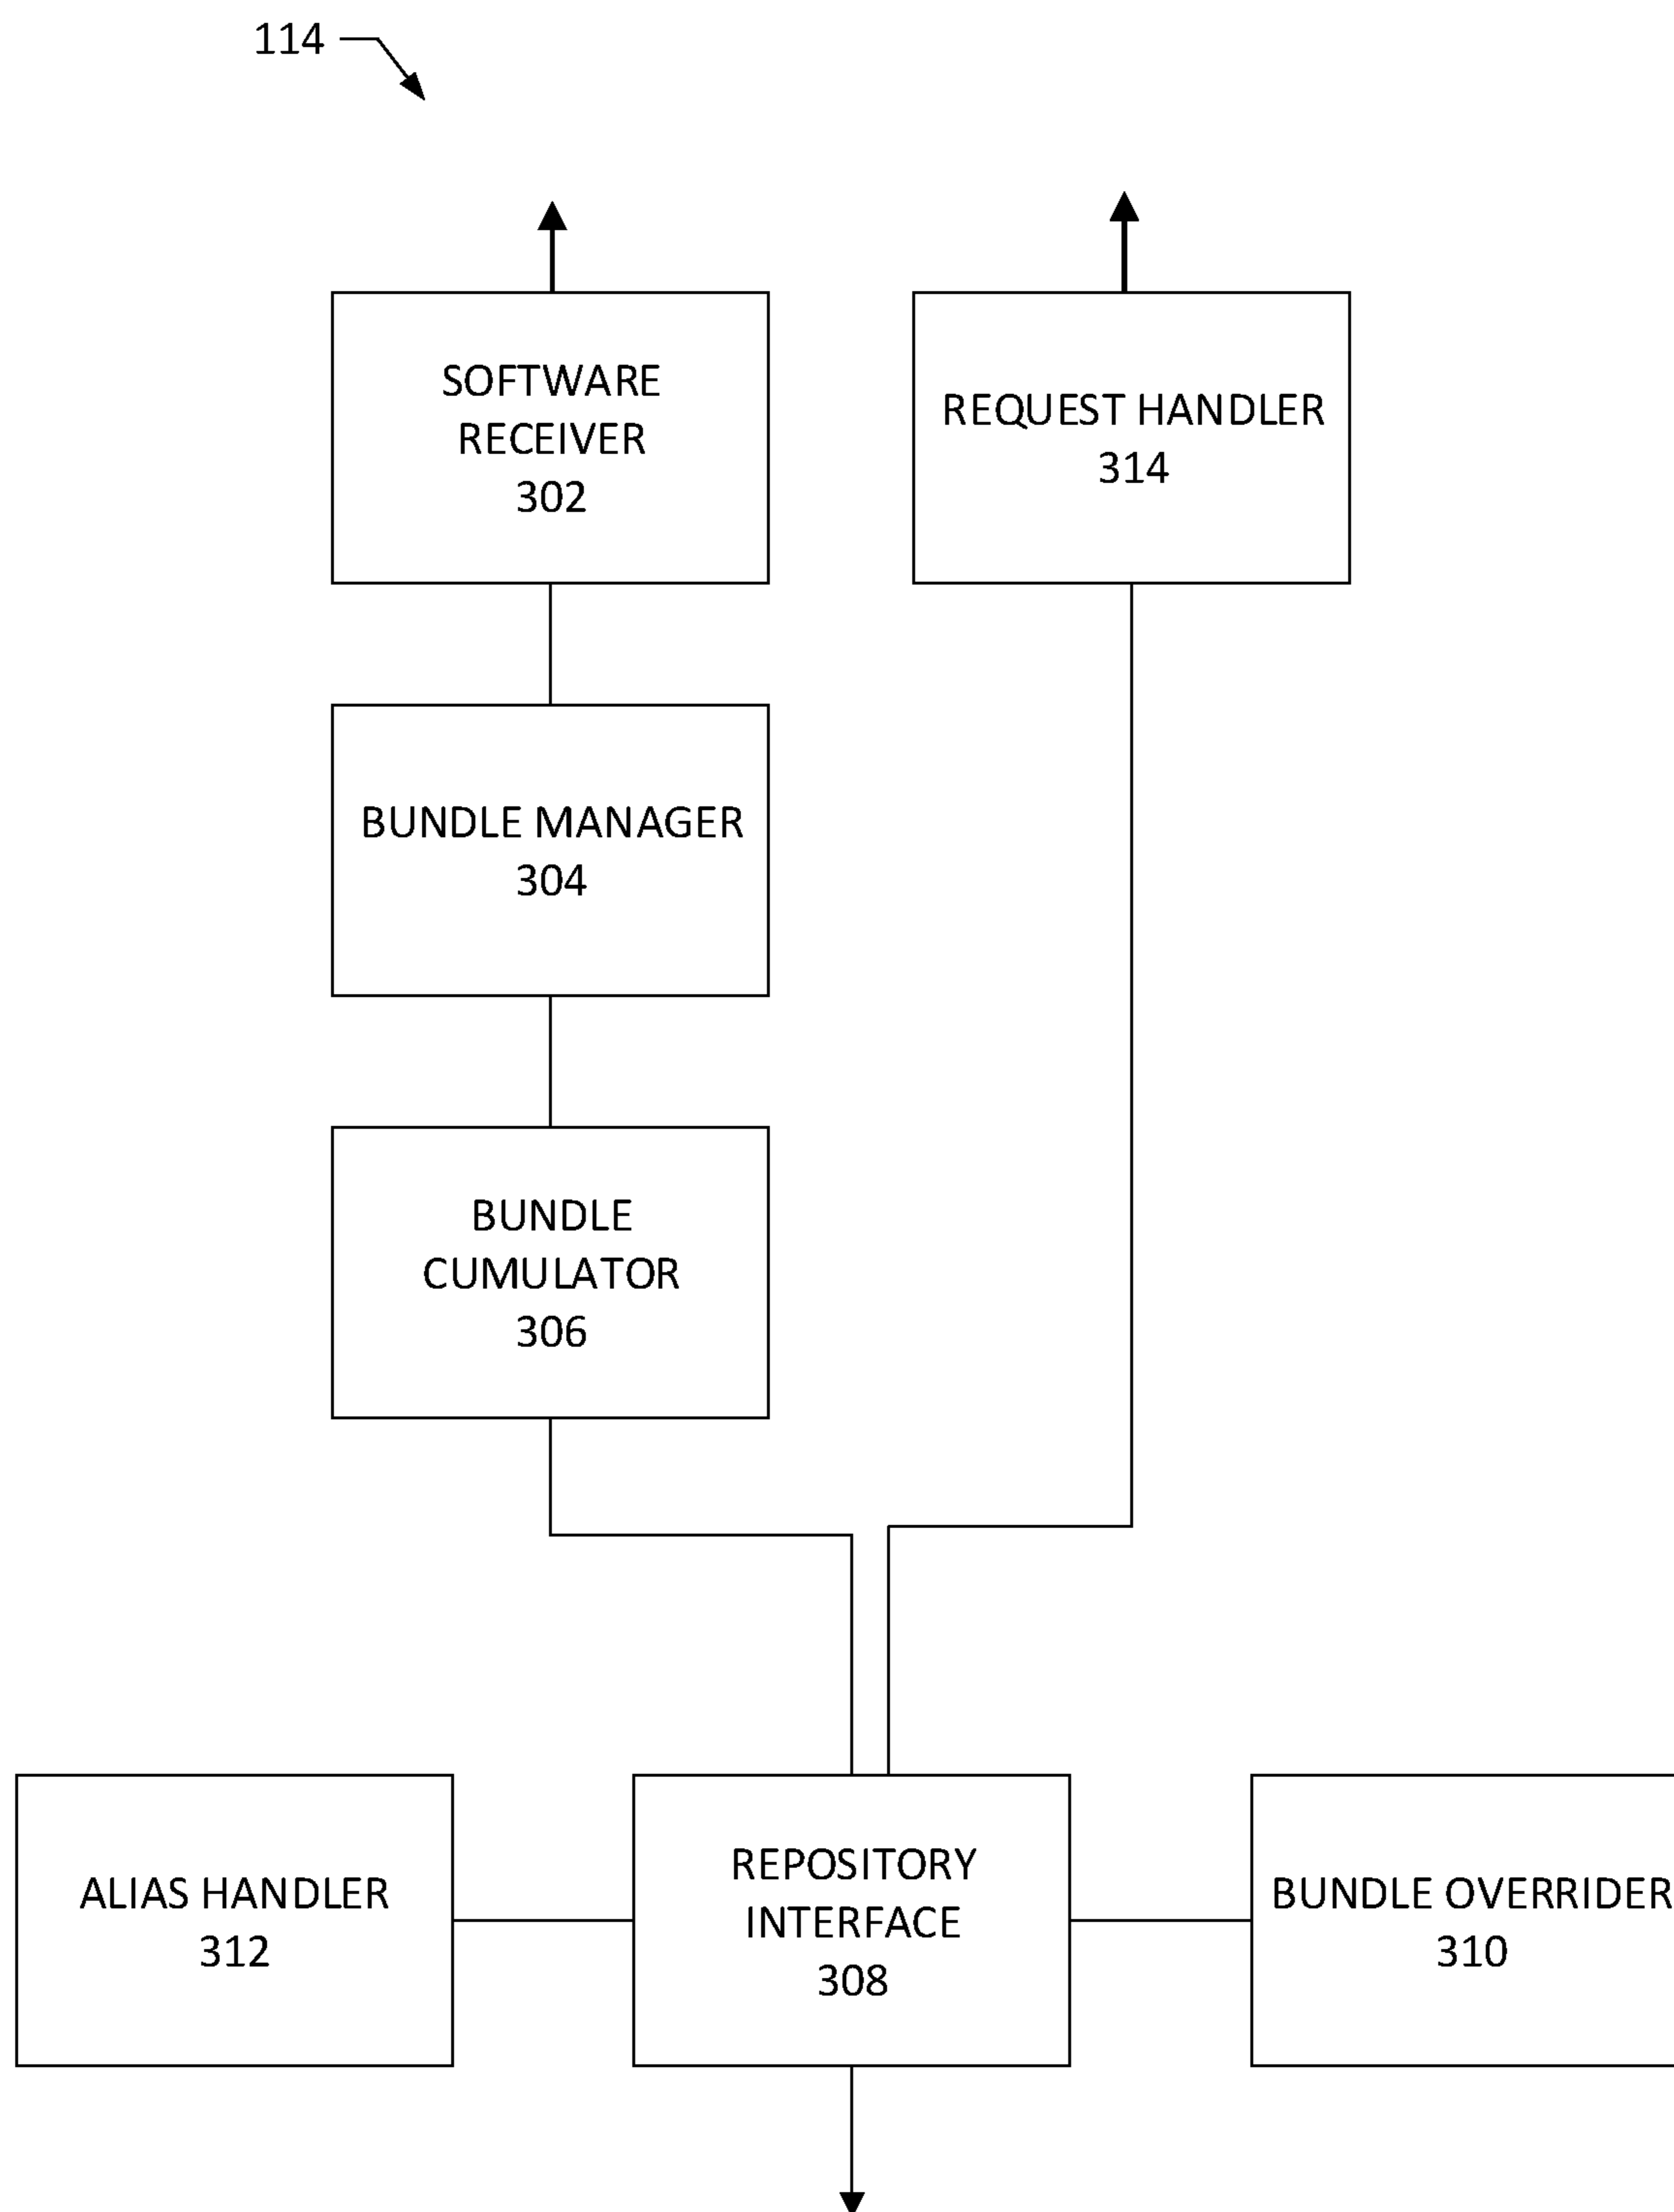 114
SOFTWARE
RECEIVER
302
REQUEST HANDLER
314
BUNDLE MANAGER
304
BUNDLE
CUMULATOR
306
ALIAS HANDLER
312
REPOSITORY
INTERFACE
308
BUNDLE OVERRIDER
310